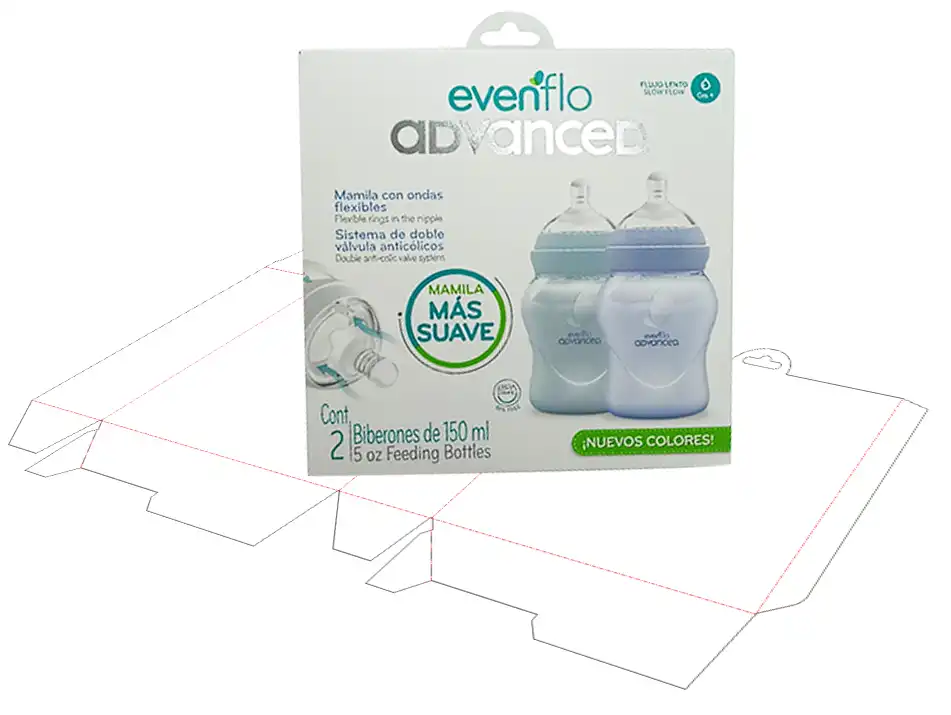 evenflo
advanced
FLUJO LENTO
SLOW FLOW
Mamila con ondas
flexibles
Flexible rings in the nipple
Sistema de doble
válvula anticólicos
Double anti-colic valve system
MAMILA
MÁS
SUAVE
evenflo
advanced
evenflo
advanced
Cont
2
Biberones de 150 ml
5 oz Feeding Bottles
¡NUEVOS COLORES!